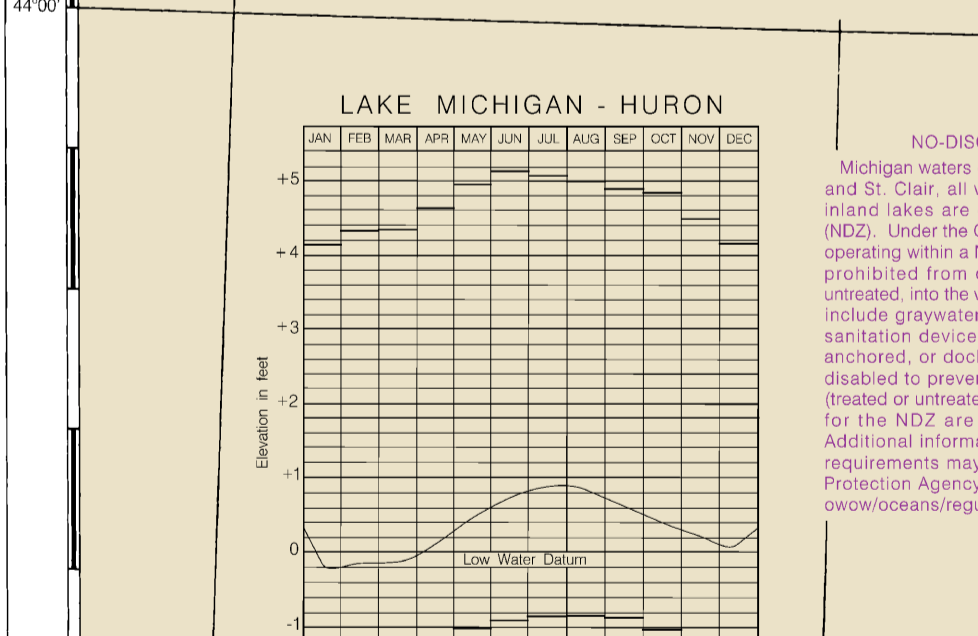 44°00'
LAKE MICHIGAN - HURON
JAN FEB MAR APR MAY JUN JUL AUG SEP OCT NOV DEC
+5
+4
+3
+2
+1
0
-1
Elevation in feet
Low Water Datum
NO-DISC
Michigan waters
and St. Clair, all
inland lakes are
(NDZ). Under the
operating within a
prohibited from
untreated, into the
include graywater
sanitation device
anchored, or doc
disabled to preve
(treated or untreate
for the NDZ are
Additional informa
requirements may
Protection Agency
owow/oceans/regu